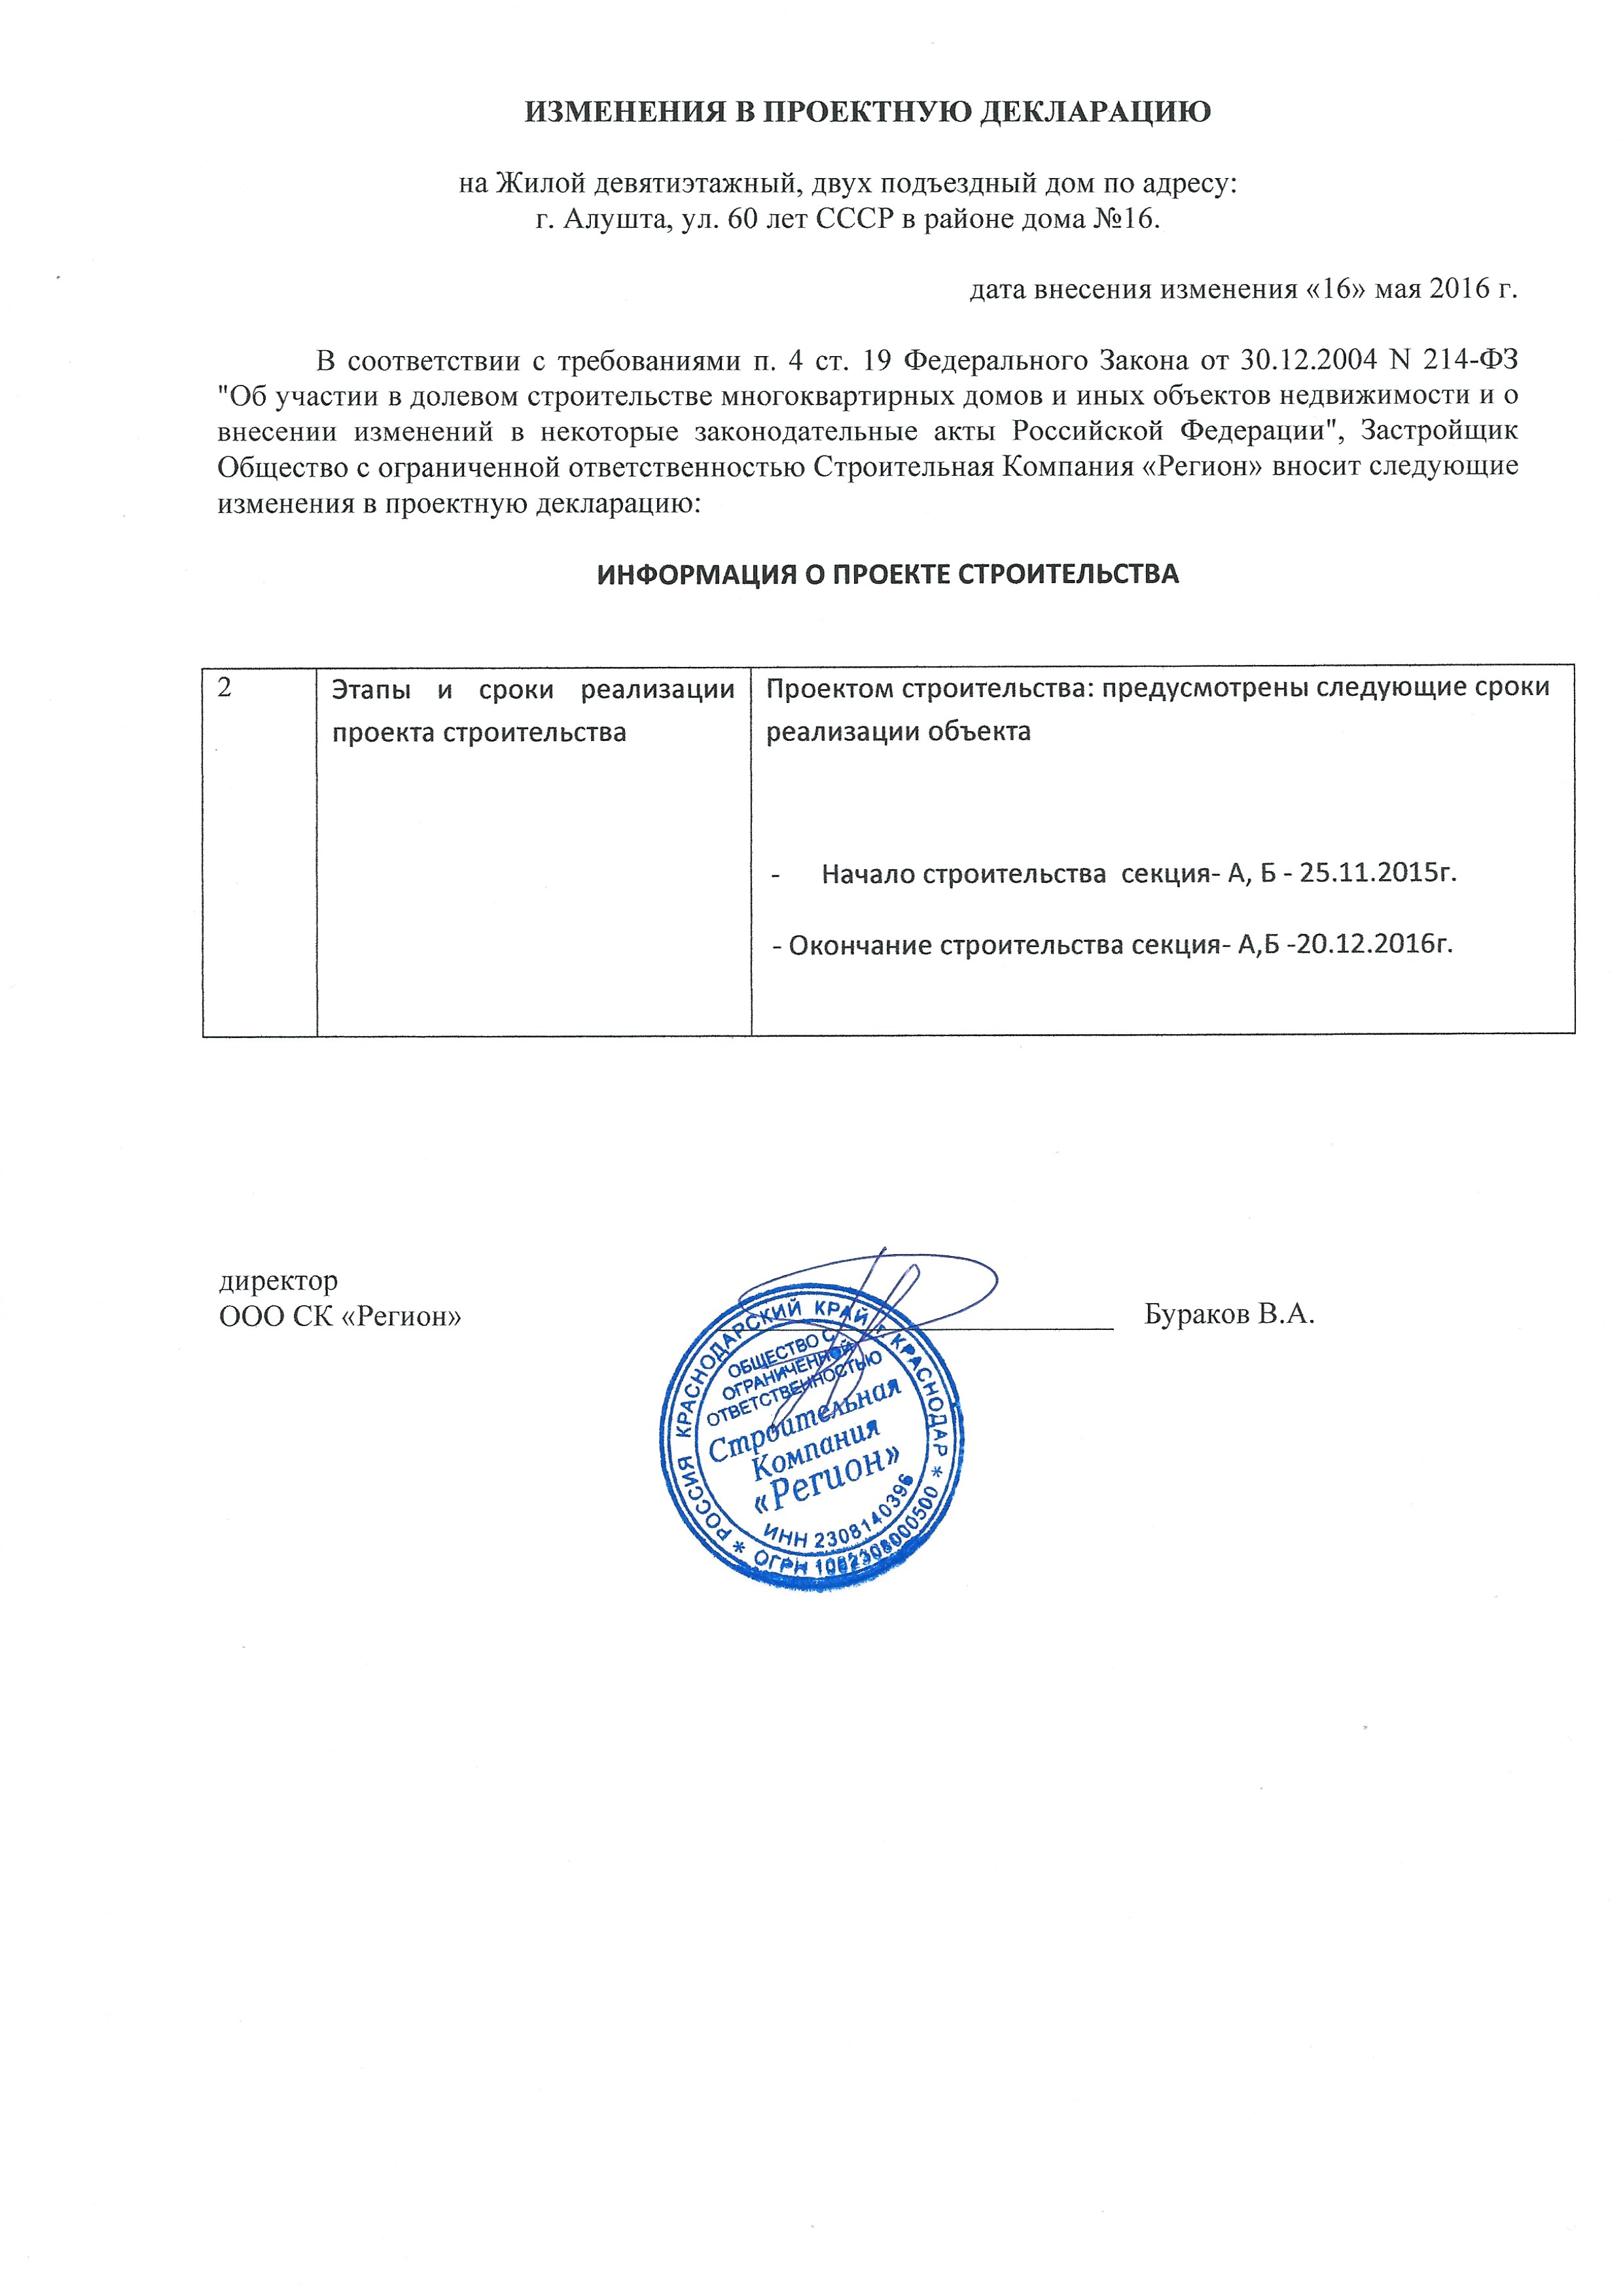 ИЗМЕНЕНИЯ В ПРОЕКТНУЮ ДЕКЛАРАЦИЮ
на Жилой девятиэтажный, двух подъездный дом по адресу:
г. Алушта, ул. 60 лет СССР в районе дома №16.
дата внесения изменения «16» мая 2016 г.
В соответствии с требованиями п. 4 ст. 19 Федерального Закона от 30.12.2004 N 214-ФЗ
"Об участии в долевом строительстве многоквартирных домов и иных объектов недвижимости и о
внесении изменений в некоторые законодательные акты Российской Федерации", Застройщик
Общество с ограниченной ответственностью Строительная Компания «Регион» вносит следующие
изменения в проектную декларацию:
ИНФОРМАЦИЯ О ПРОЕКТЕ СТРОИТЕЛЬСТВА
2
Этапы и сроки реализации
проекта строительства
Проектом строительства: предусмотрены следующие сроки
реализации объекта
- Начало строительства секция- А, Б - 25.11.2015г.
- Окончание строительства секция- А,Б -20.12.2016г.
директор
ООО СК «Регион»
Бураков В.А.
РОССИЯ КРАСНОДАРСКИЙ КРАЙ г. КРАСНОДАР
ОБЩЕСТВО С
ОГРАНИЧЕННОЙ
ОТВЕТСТВЕННОСТЬЮ
Строительная
Компания
«Регион»
ИНН 2308140396
* ОГРН